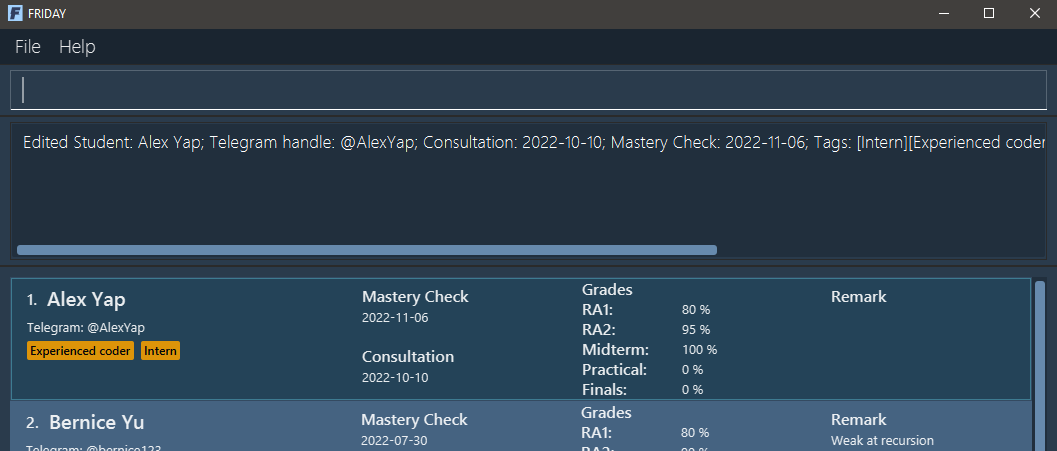 FRIDAY
File Help
Edited Student: Alex Yap; Telegram handle: @AlexYap; Consultation: 2022-10-10; Mastery Check: 2022-11-06; Tags: [Intern][Experienced coder
1. Alex Yap
Telegram: @AlexYap
Experienced coder Intern
Mastery Check
2022-11-06
Consultation
2022-10-10
Grades
RA1: 80 %
RA2: 95 %
Midterm: 100 %
Practical: 0 %
Finals: 0 %
Remark
2. Bernice Yu
Telegram: @bernice123
Mastery Check
2022-07-30
Grades
RA1: 80 %
RA2:
Remark
Weak at recursion